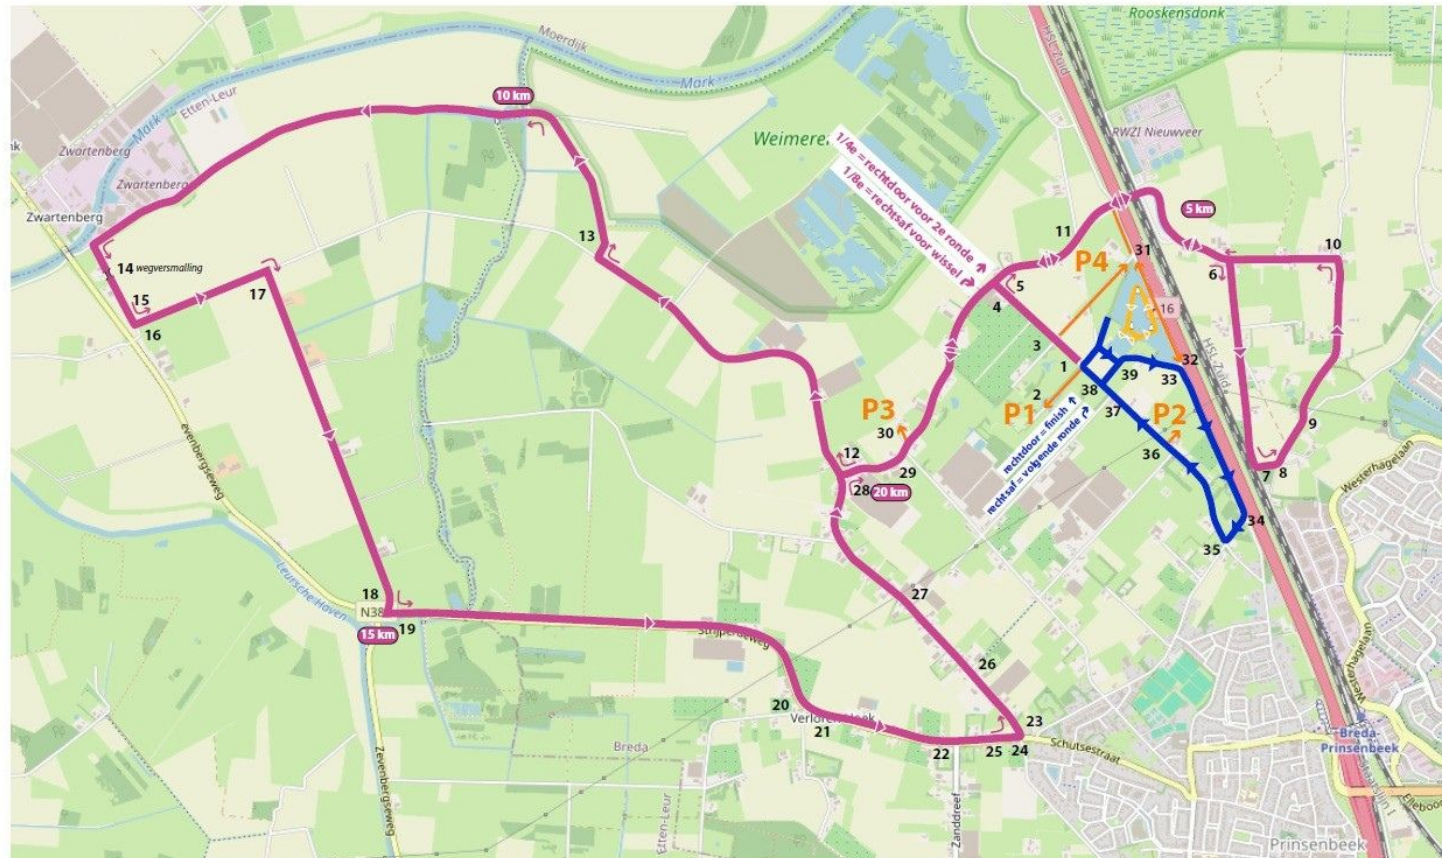 Rooskensdonk
HSL Zuid
Moerdijk
Mark
Etten-Leur
Mark
10 km
RWZI Nieuwveer
Zwartenberg
Zwartenberg
Zwartenberg
1/4e = rechtdoor voor 2e ronde
1/8e = rechtsaf voor wissel
5 km
11
13
31
10
P4
6
14 wegversmalling
5
15
17
4
16
16
3
HSL-Zuid
32
1
39
33
2
38
P3
P1
37
P2
rechtdoor = finish
rechtsaf = volgende ronde
30
9
12
29
36
Westerhagelaan
28
20 km
7
8
34
35
Leursche Haven
18
27
15 km
19
Strijpenseweg
26
20
21
23
22
25
24
Schutsestraat
Breda
Westerhagelaan
Breda-
Prinsenbeek
Zevenbergseweg
Etten-Leur
Zanddreef
Prinsenbeek